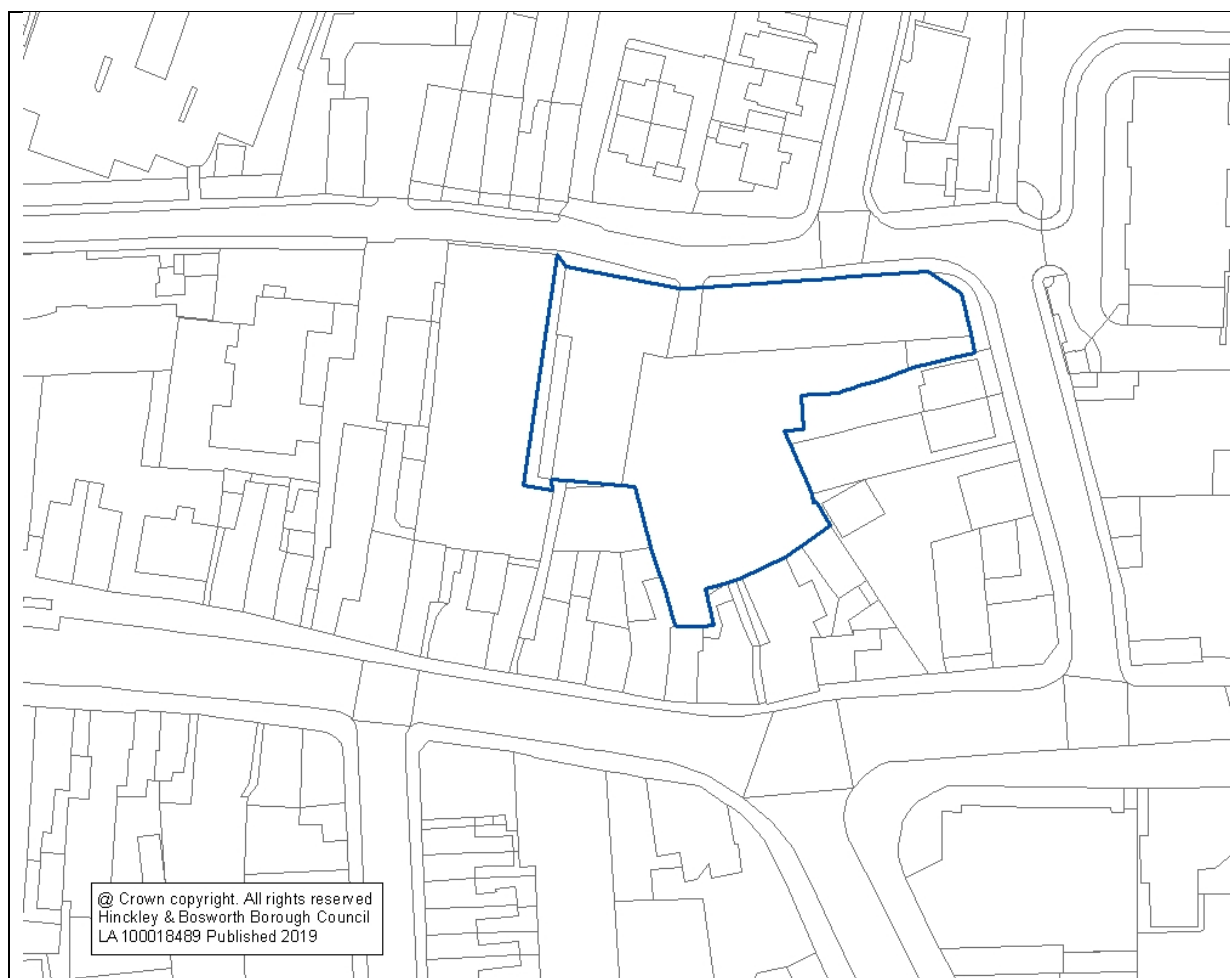 @ Crown copyright. All rights reserved
Hinckley & Bosworth Borough Council
LA 100018489 Published 2019